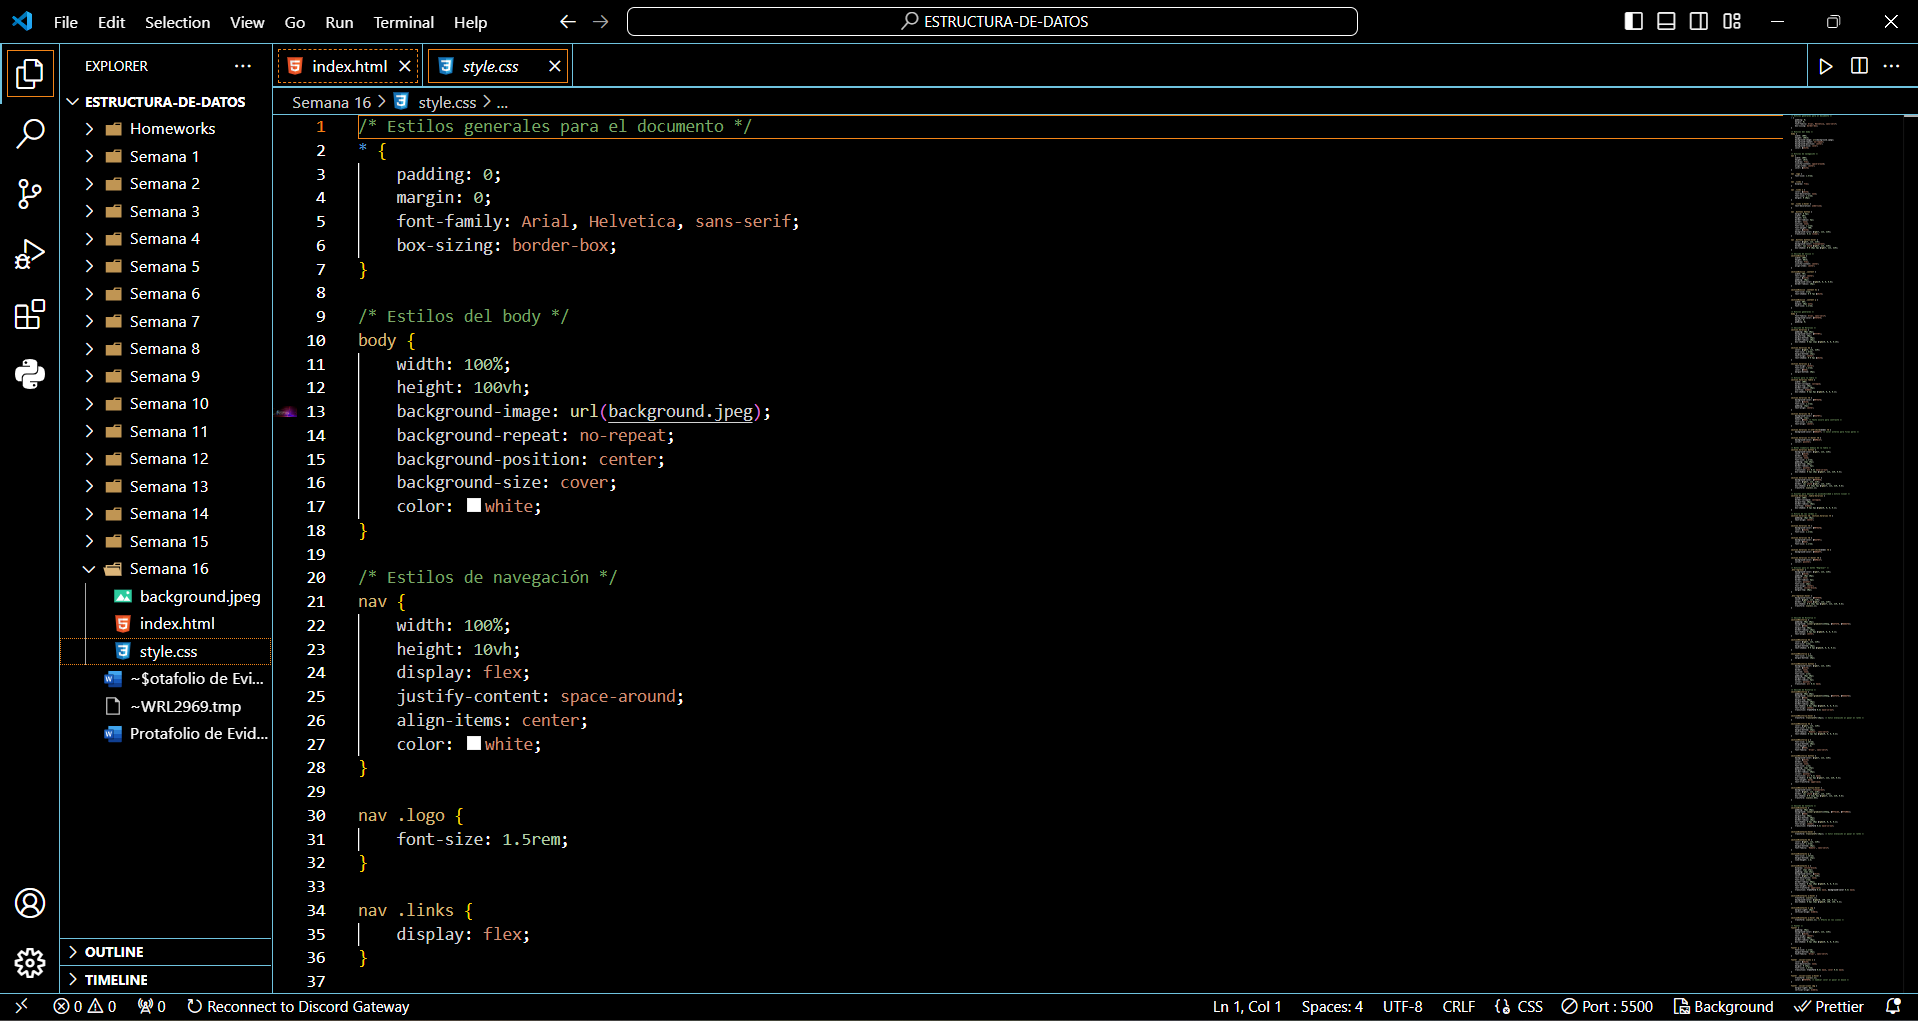 File Edit Selection View Go Run Terminal Help
ESTRUCTURA-DE-DATOS
EXPLORER
ESTRUCTURA-DE-DATOS
Homeworks
Semana 1
Semana 2
Semana 3
Semana 4
Semana 5
Semana 6
Semana 7
Semana 8
Semana 9
Semana 10
Semana 11
Semana 12
Semana 13
Semana 14
Semana 15
Semana 16
background.jpeg
index.html
style.css
~$otafolio de Evi...
~WRL2969.tmp
Protafolio de Evid...
OUTLINE
TIMELINE
index.html
style.css
Semana 16 > style.css > ...
1 /* Estilos generales para el documento */
2 * {
3 padding: 0;
4 margin: 0;
5 font-family: Arial, Helvetica, sans-serif;
6 box-sizing: border-box;
7 }
8
9 /* Estilos del body */
10 body {
11 width: 100%;
12 height: 100vh;
13 background-image: url(background.jpeg);
14 background-repeat: no-repeat;
15 background-position: center;
16 background-size: cover;
17 color: white;
18 }
19
20 /* Estilos de navegación */
21 nav {
22 width: 100%;
23 height: 10vh;
24 display: flex;
25 justify-content: space-around;
26 align-items: center;
27 color: white;
28 }
29
30 nav .logo {
31 font-size: 1.5rem;
32 }
33
34 nav .links {
35 display: flex;
36 }
37
0 0 0 Reconnect to Discord Gateway
Ln 1, Col 1 Spaces: 4 UTF-8 CRLF {} CSS Port : 5500 Background Prettier